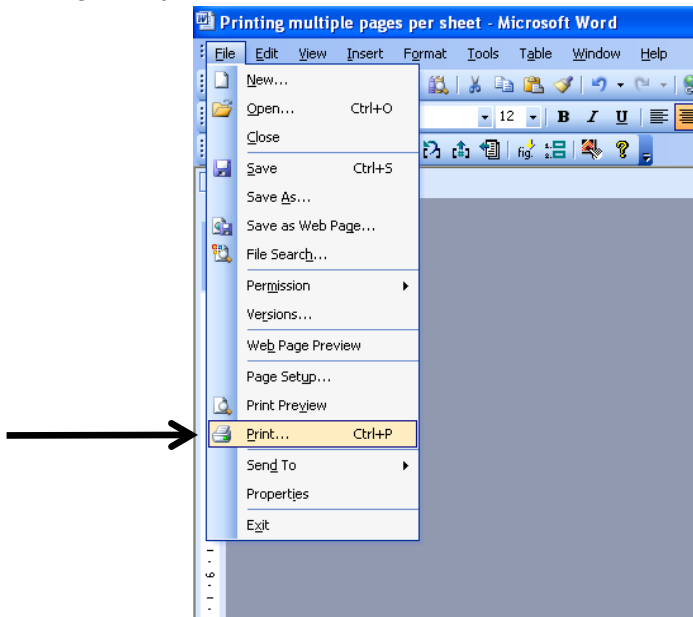 Printing multiple pages per sheet - Microsoft Word
File Edit View Insert Format Tools Table Window Help
New...
Open... Ctrl+O
12 B I U
Close
fig.
Save Ctrl+S
Save As...
Save as Web Page...
File Search...
Permission
Versions...
Web Page Preview
Page Setup...
Print Preview
Print... Ctrl+P
Send To
Properties
Exit